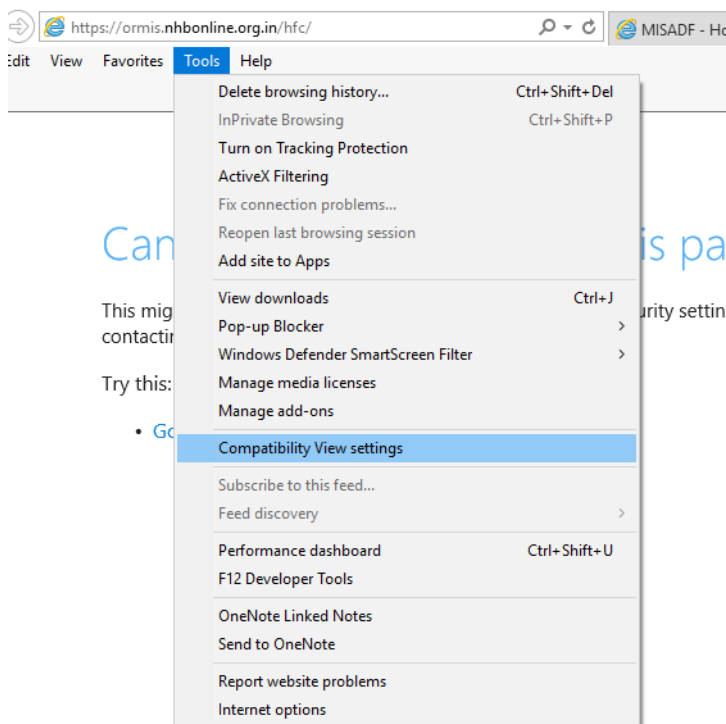 https://ormis.nhbonline.org.in/hfc/ MISADF - Ho
Edit View Favorites Tools Help
Delete browsing history... Ctrl+Shift+Del
InPrivate Browsing Ctrl+Shift+P
Turn on Tracking Protection
ActiveX Filtering
Fix connection problems...
Reopen last browsing session
Can is pa
Add site to Apps
View downloads Ctrl+J
This mig urity settin
Pop-up Blocker
contactin
Windows Defender SmartScreen Filter
Try this:
Manage media licenses
Manage add-ons
• Go
Compatibility View settings
Subscribe to this feed...
Feed discovery
Performance dashboard Ctrl+Shift+U
F12 Developer Tools
OneNote Linked Notes
Send to OneNote
Report website problems
Internet options